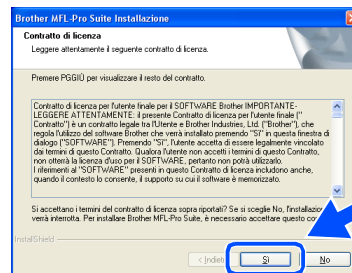 Brother MFL-Pro Suite Installazione
Contratto di licenza
Leggere attentamente il seguente contratto di licenza.
Premere PGGIÙ per visualizzare il resto del contratto.
Contratto di licenza per l'utente finale per il SOFTWARE Brother IMPORTANTE-
LEGGERE ATTENTAMENTE: il presente Contratto di licenza per l'utente finale ("
Contratto") è un contratto legale tra l'Utente e Brother Industries, Ltd. ("Brother"), che
regola l'utilizzo del software Brother che verrà installato premendo "Sì" in questa finestra di
dialogo ("SOFTWARE"). Premendo "Sì", l'utente accetta di essere legalmente vincolato
dai termini di questo Contratto. Qualora l'utente non accetti i termini di questo Contratto,
non otterrà la licenza d'uso per il SOFTWARE, pertanto non potrà utilizzarlo.
I riferimenti al "SOFTWARE" presenti in questo Contratto di licenza includono anche,
quando il contesto lo consente, il supporto su cui il software è memorizzato.
Si accettano i termini del contratto di licenza sopra riportati? Se si sceglie No, l'installazione
verrà interrotta. Per installare Brother MFL-Pro Suite, è necessario accettare questo
InstallShield
< Indietro Sì No